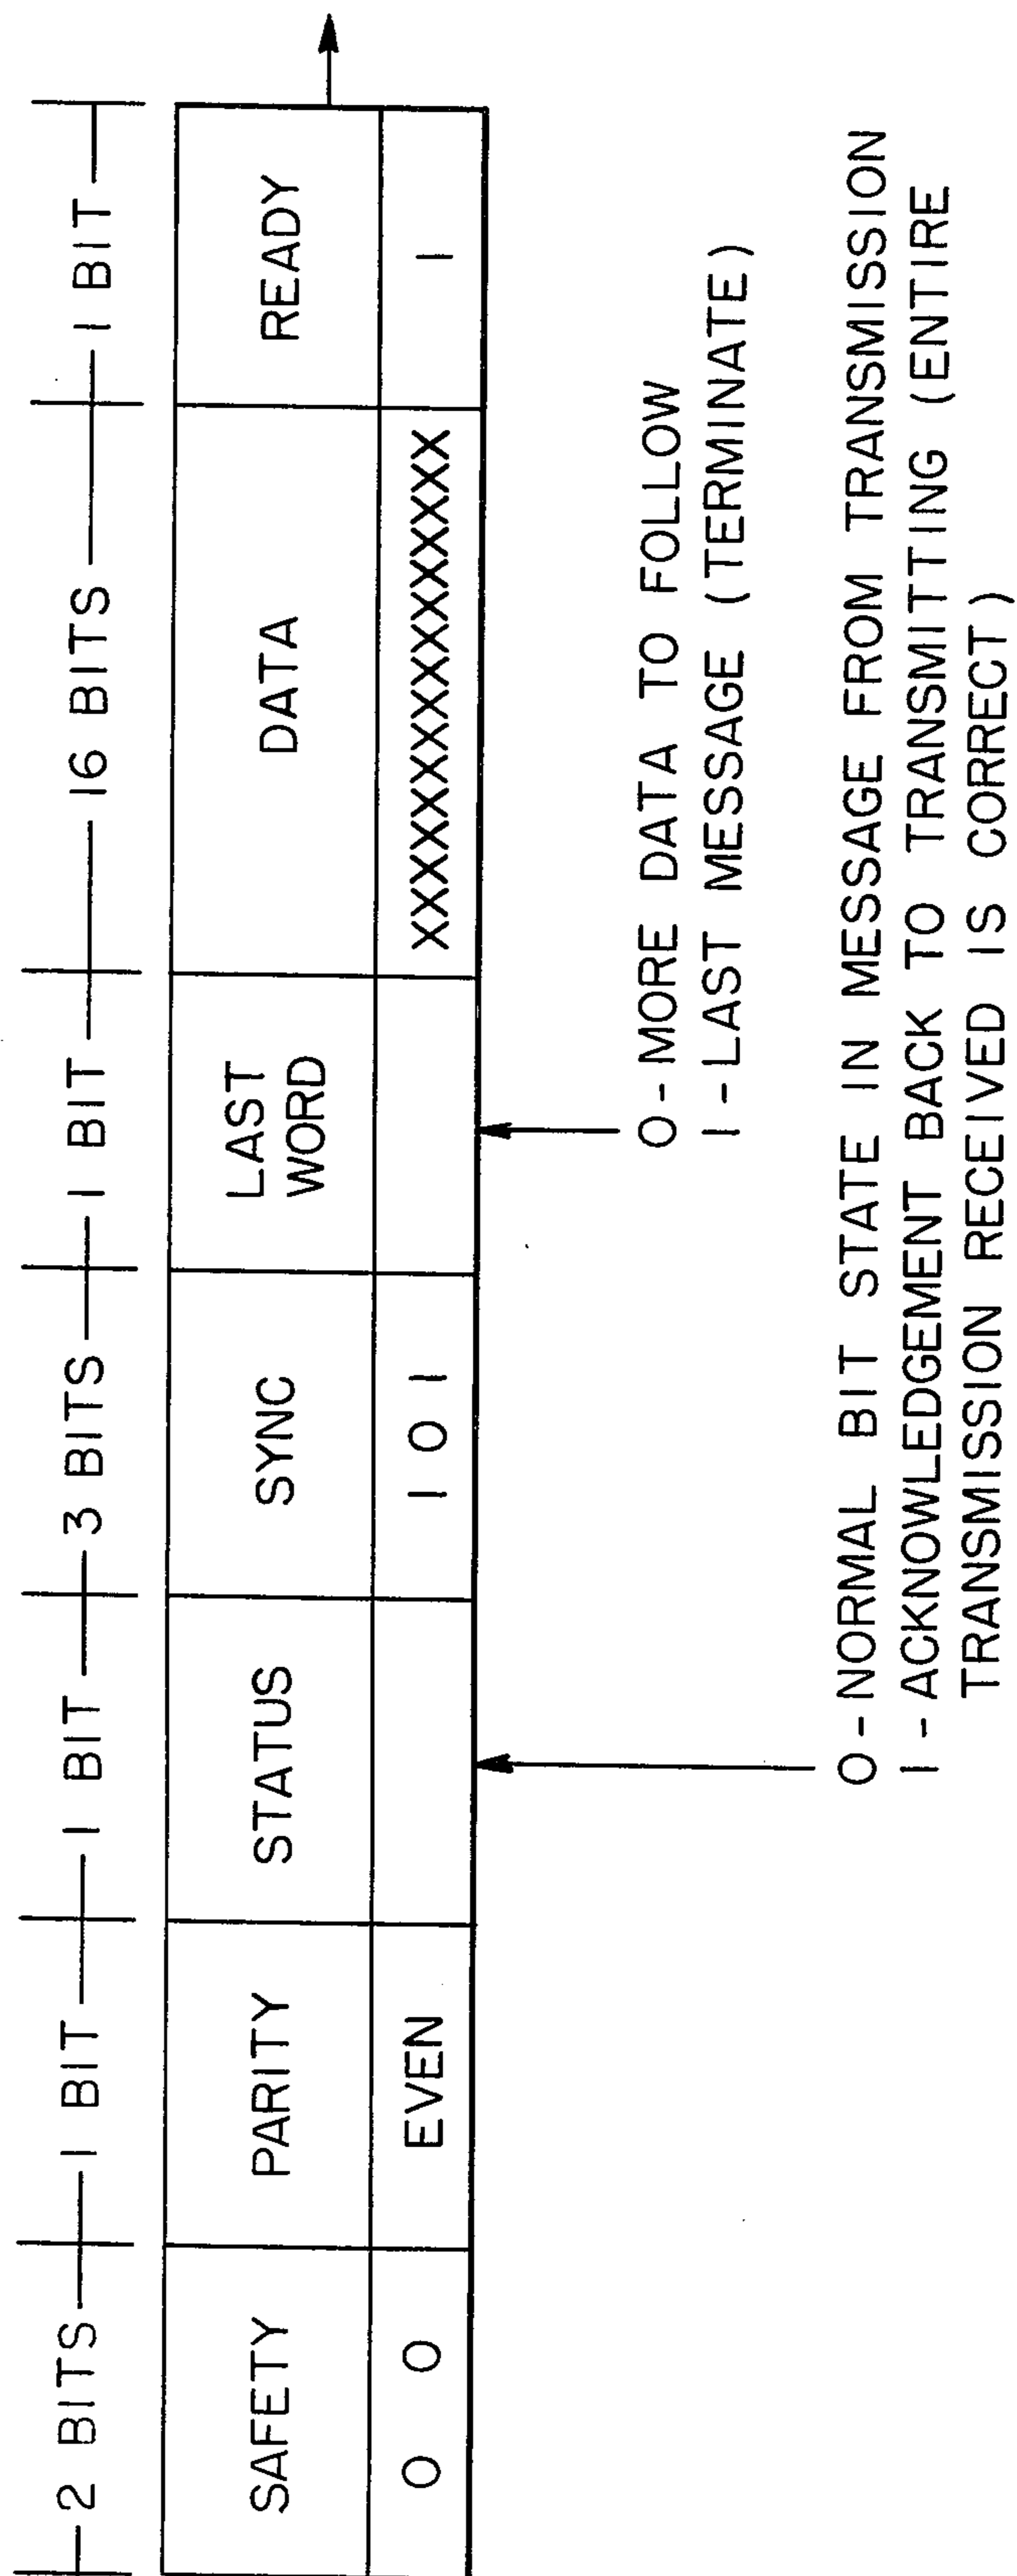 2 BITS 1 BIT 1 BIT 3 BITS 1 BIT 16 BITS 1 BIT
SAFETY PARITY STATUS SYNC LAST WORD DATA READY
0 0 EVEN 1 0 1 XXXXXXXXXXXXXXXX 1
0 - MORE DATA TO FOLLOW
1 - LAST MESSAGE (TERMINATE)
0 - NORMAL BIT STATE IN MESSAGE FROM TRANSMISSION
1 - ACKNOWLEDGEMENT BACK TO TRANSMITTING (ENTIRE
TRANSMISSION RECEIVED IS CORRECT)